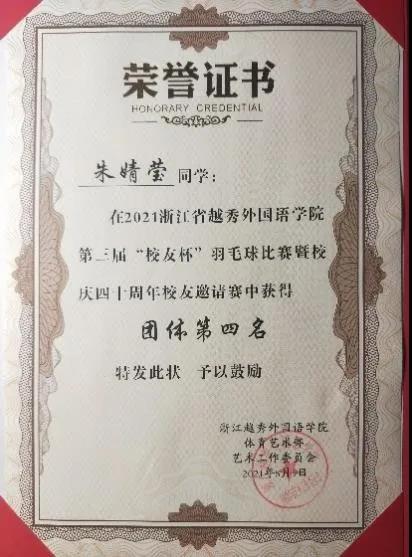 荣誉证书
HONORARY CREDENTIAL
朱婧莹 同学：
在2021浙江省越秀外国语学院
第三届“校友杯”羽毛球比赛暨校
庆四十周年校友邀请赛中获得
团体第四名
特发此状 予以鼓励
浙江越秀外国语学院
体育艺术部
艺术工作委员会